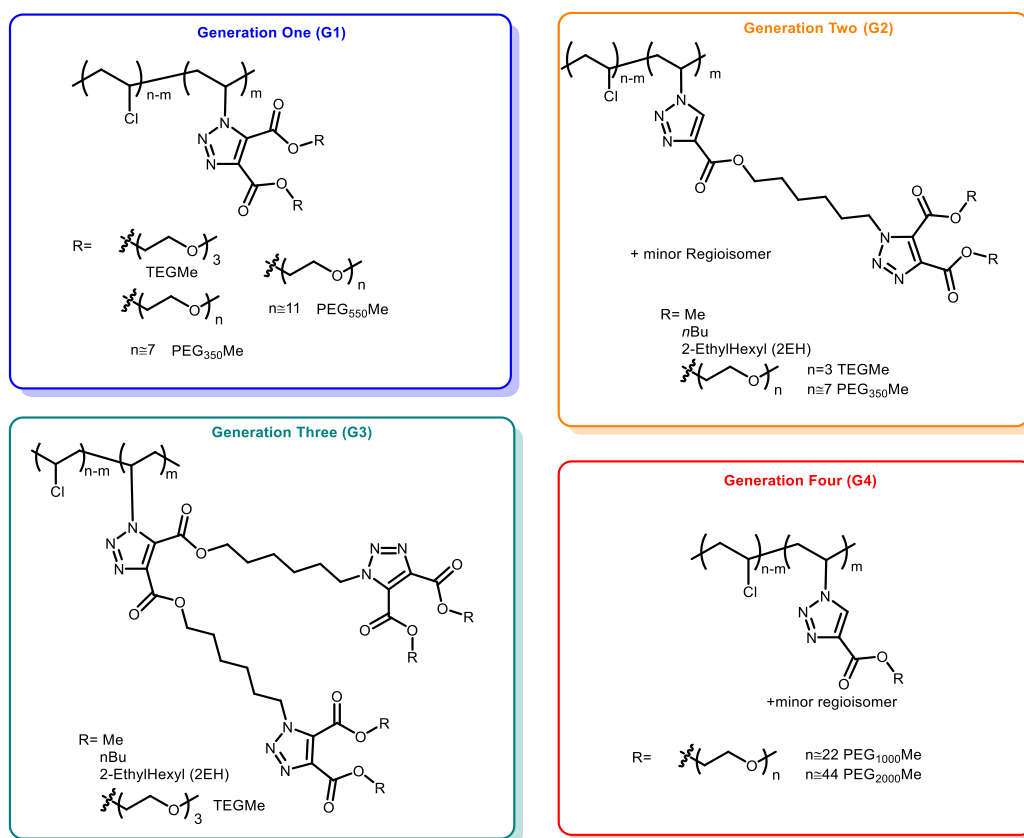 Generation One (G1)
n-m
m
Cl
N
N
N
O
O
R
O
O
R
R=
O
3
TEGMe
O
n
n≅11 PEG550Me
O
n
n≅7 PEG350Me
Generation Two (G2)
n-m
m
Cl
N
N
N
O
O
O
O
R
N
N
N
O
O
R
+ minor Regioisomer
R= Me
nBu
2-EthylHexyl (2EH)
O
n
n=3 TEGMe
n≅7 PEG350Me
Generation Three (G3)
n-m
m
Cl
N
N
N
O
O
O
O
N
N
N
O
O
R
O
O
R
N
N
N
O
O
R
O
O
R
R= Me
nBu
2-EthylHexyl (2EH)
O
3
TEGMe
Generation Four (G4)
n-m
m
Cl
N
N
N
O
O
R
+minor regioisomer
R=
O
n
n≅22 PEG1000Me
n≅44 PEG2000Me